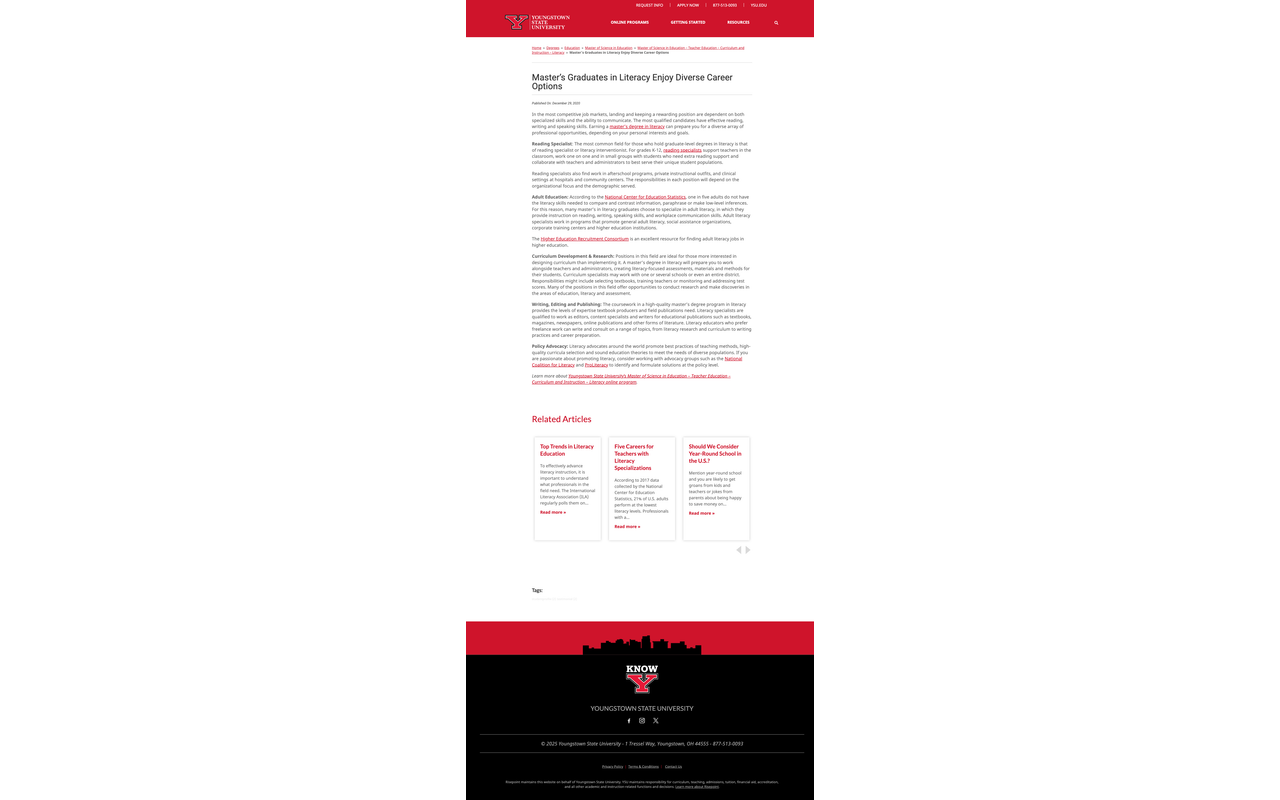 REQUEST INFO | APPLY NOW | 877-513-0093 | YSU.EDU
YOUNGSTOWN
STATE
UNIVERSITY
ONLINE PROGRAMS GETTING STARTED RESOURCES
Home » Degrees » Education » Master of Science in Education » Master of Science in Education – Teacher Education – Curriculum and
Instruction – Literacy » Master's Graduates in Literacy Enjoy Diverse Career Options
Master's Graduates in Literacy Enjoy Diverse Career
Options
Published On: December 29, 2020
In the most competitive job markets, landing and keeping a rewarding position are dependent on both
specialized skills and the ability to communicate. The most qualified candidates have effective reading,
writing and speaking skills. Earning a master's degree in literacy can prepare you for a diverse array of
professional opportunities, depending on your personal interests and goals.
Reading Specialist: The most common field for those who hold graduate-level degrees in literacy is that
of reading specialist or literacy interventionist. For grades K-12, reading specialists support teachers in the
classroom, work one on one and in small groups with students who need extra reading support and
collaborate with teachers and administrators to best serve their unique student populations.
Reading specialists also find work in afterschool programs, private instructional outfits, and clinical
settings at hospitals and community centers. The responsibilities in each position will depend on the
organizational focus and the demographic served.
Adult Education: According to the National Center for Education Statistics, one in five adults do not have
the literacy skills needed to compare and contrast information, paraphrase or make low-level inferences.
For this reason, many master's in literacy graduates choose to specialize in adult literacy, in which they
provide instruction on reading, writing, speaking skills, and workplace communication skills. Adult literacy
specialists work in programs that promote general adult literacy, social assistance organizations,
corporate training centers and higher education institutions.
The Higher Education Recruitment Consortium is an excellent resource for finding adult literacy jobs in
higher education.
Curriculum Development & Research: Positions in this field are ideal for those more interested in
designing curriculum than implementing it. A master's degree in literacy will prepare you to work
alongside teachers and administrators, creating literacy-focused assessments, materials and methods for
their students. Curriculum specialists may work with one or several schools or even an entire district.
Responsibilities might include selecting textbooks, training teachers or monitoring and addressing test
scores. Many of the positions in this field offer opportunities to conduct research and make discoveries in
the areas of education, literacy and assessment.
Writing, Editing and Publishing: The coursework in a high-quality master's degree program in literacy
provides the levels of expertise textbook producers and field publications need. Literacy specialists are
qualified to work as editors, content specialists and writers for educational publications such as textbooks,
magazines, newspapers, online publications and other forms of literature. Literacy educators who prefer
freelance work can write and consult on a range of topics, from literacy research and curriculum to writing
practices and career preparation.
Policy Advocacy: Literacy advocates around the world promote best practices of teaching methods, high-
quality curricula selection and sound education theories to meet the needs of diverse populations. If you
are passionate about promoting literacy, consider working with advocacy groups such as the National
Coalition for Literacy and ProLiteracy to identify and formulate solutions at the policy level.
Learn more about Youngstown State University's Master of Science in Education – Teacher Education –
Curriculum and Instruction – Literacy online program.
Related Articles
Top Trends in Literacy
Education
To effectively advance
literacy instruction, it is
important to understand
what professionals in the
field need. The International
Literacy Association (ILA)
regularly polls them on...
Read more »
Five Careers for
Teachers with
Literacy
Specializations
According to 2017 data
collected by the National
Center for Education
Statistics, 21% of U.S. adults
perform at the lowest
literacy levels. Professionals
with a...
Read more »
Should We Consider
Year-Round School in
the U.S.?
Mention year-round school
and you are likely to get
groans from kids and
teachers or jokes from
parents about being happy
to save money on...
Read more »
Tags:
KNOW
Y
YOUNGSTOWN STATE UNIVERSITY
© 2025 Youngstown State University - 1 Tressel Way, Youngstown, OH 44555 - 877-513-0093
Privacy Policy | Terms & Conditions | Contact Us
Risepoint maintains this website on behalf of Youngstown State University. YSU maintains responsibility for curriculum, teaching, admissions, tuition, financial aid, accreditation,
and all other academic and instruction-related functions and decisions. Learn more about Risepoint.